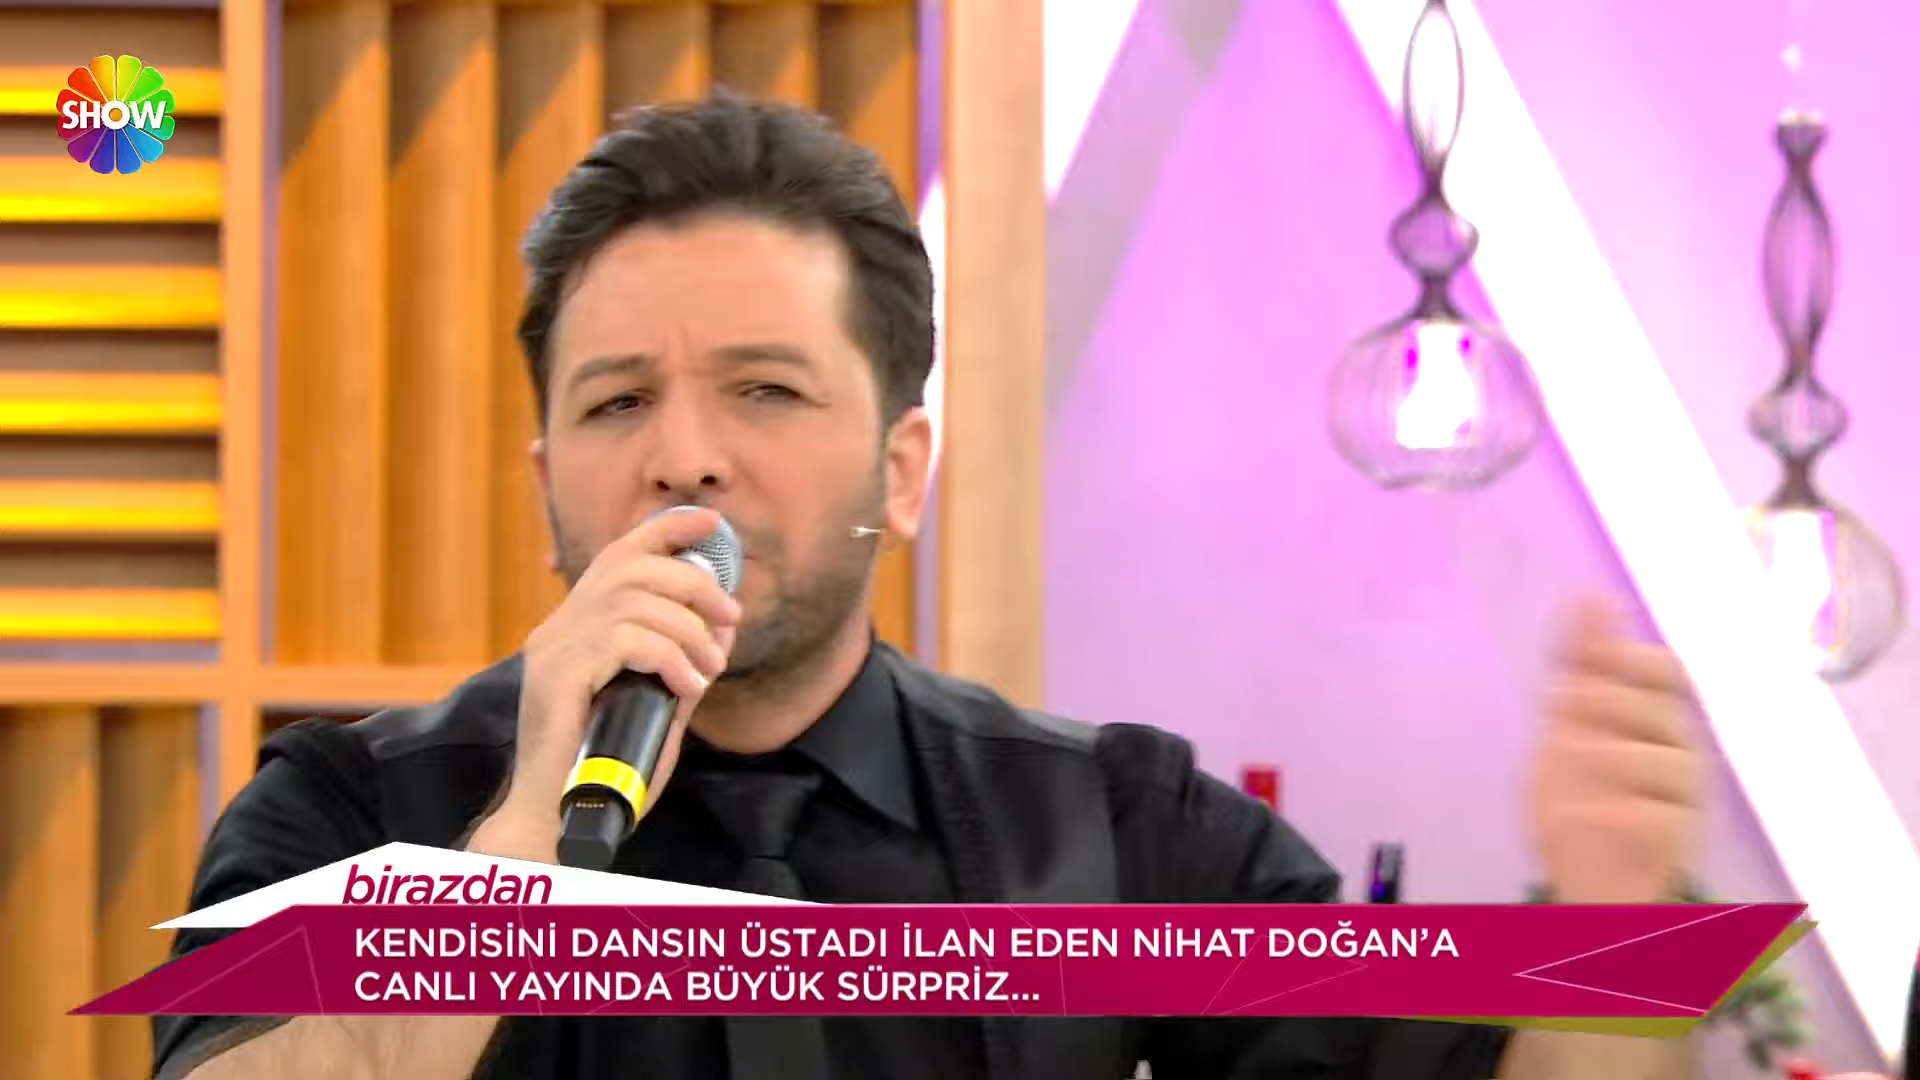 SHOW
birazdan
KENDİSİNİ DANSIN ÜSTADI İLAN EDEN NİHAT DOĞAN’A
CANLI YAYINDA BÜYÜK SÜRPRİZ...